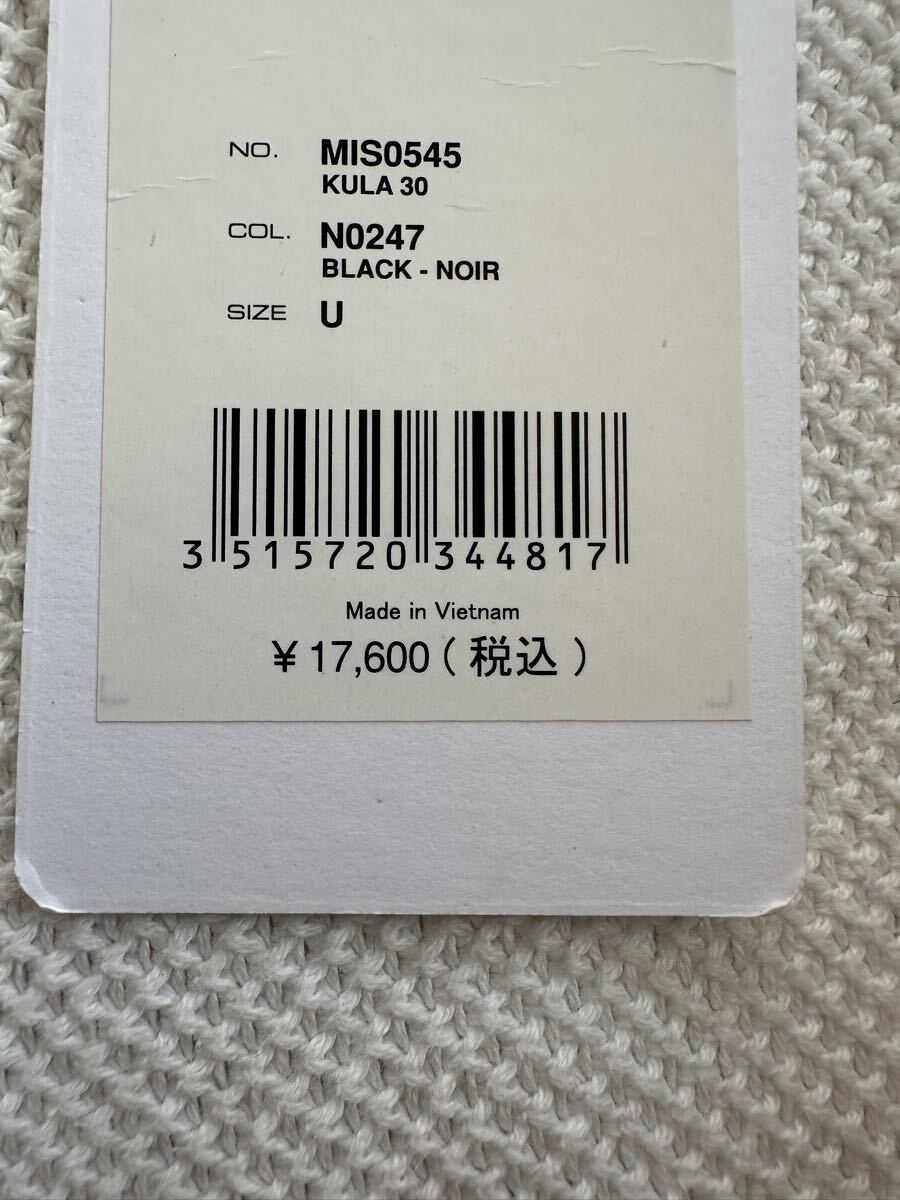 NO. MIS0545
KULA 30
COL. N0247
BLACK - NOIR
SIZE U
3 515720 344817
Made in Vietnam
¥ 17,600 ( 税込 )